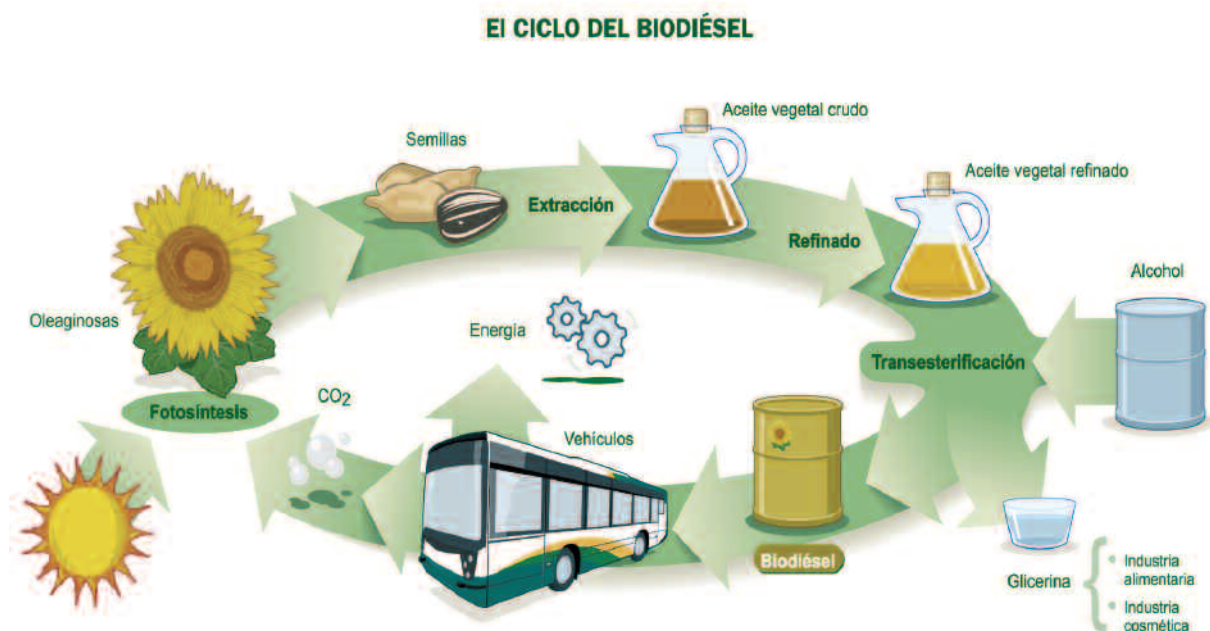 El CICLO DEL BIODIÉSEL
Aceite vegetal crudo
Semillas
Aceite vegetal refinado
Extracción
Refinado
Alcohol
Oleaginosas
Energía
Transesterificación
CO2
Fotosíntesis
Vehículos
Biodiésel
Glicerina
• Industria
alimentaria
• Industria
cosmética